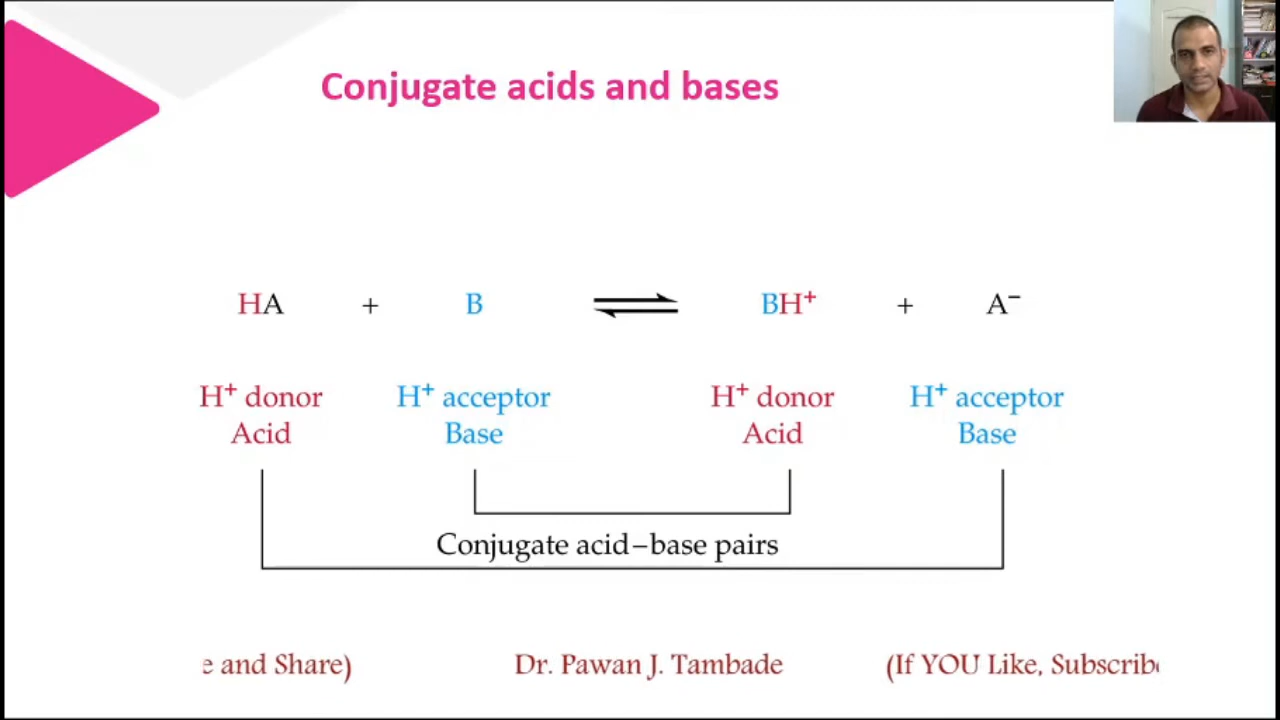 Conjugate acids and bases
HA + B ⇌ BH⁺ + A⁻
H⁺ donor H⁺ acceptor H⁺ donor H⁺ acceptor
Acid Base Acid Base
Conjugate acid–base pairs
e and Share) Dr. Pawan J. Tambade (If YOU Like, Subscrib